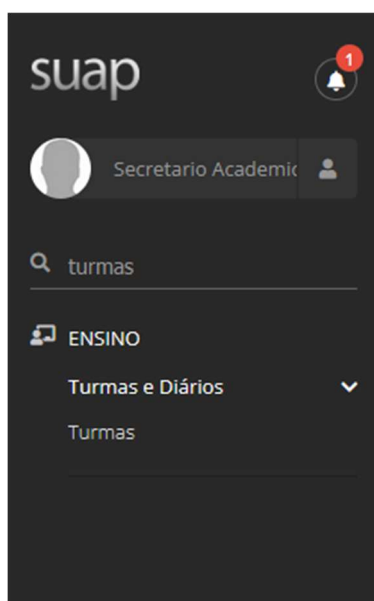 suap
1
Secretario Academic
turmas
ENSINO
Turmas e Diários
Turmas